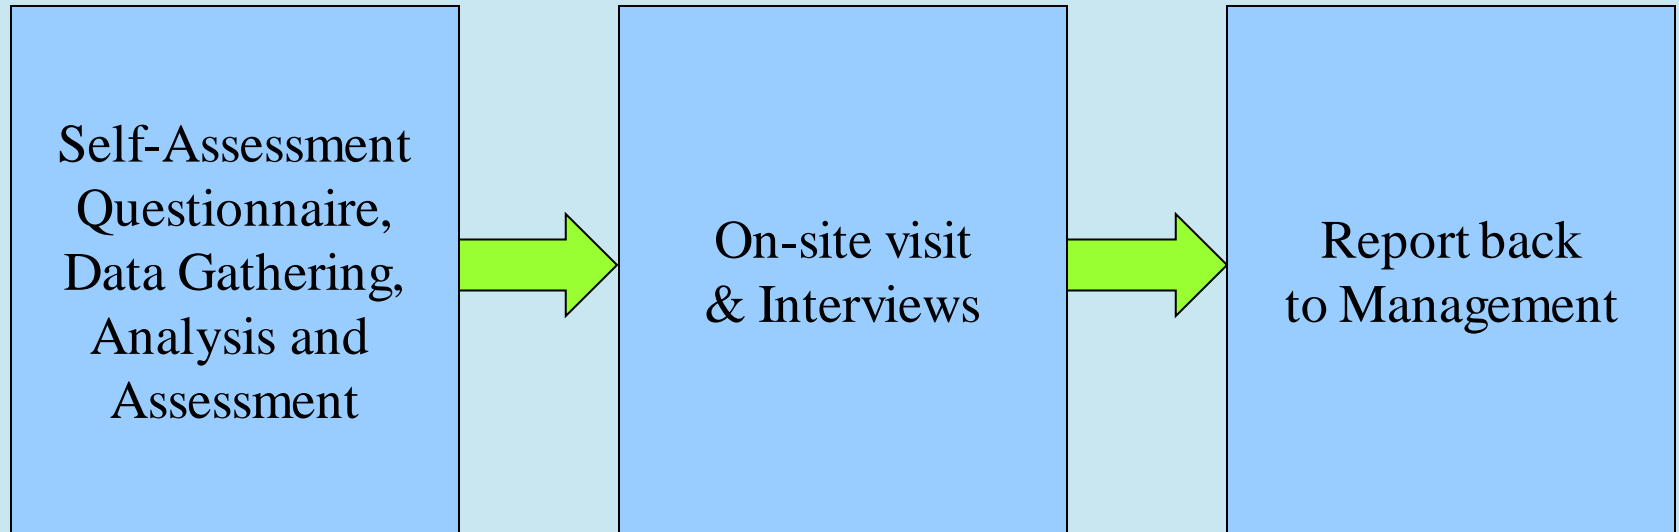 Self-Assessment
Questionnaire,
Data Gathering,
Analysis and
Assessment
On-site visit
& Interviews
Report back
to Management